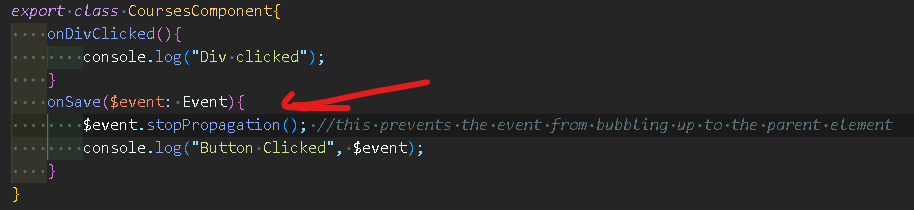 export class CoursesComponent{
onDivClicked(){
console.log("Div clicked");
}
onSave($event: Event){
$event.stopPropagation(); //this prevents the event from bubbling up to the parent element
console.log("Button Clicked", $event);
}
}